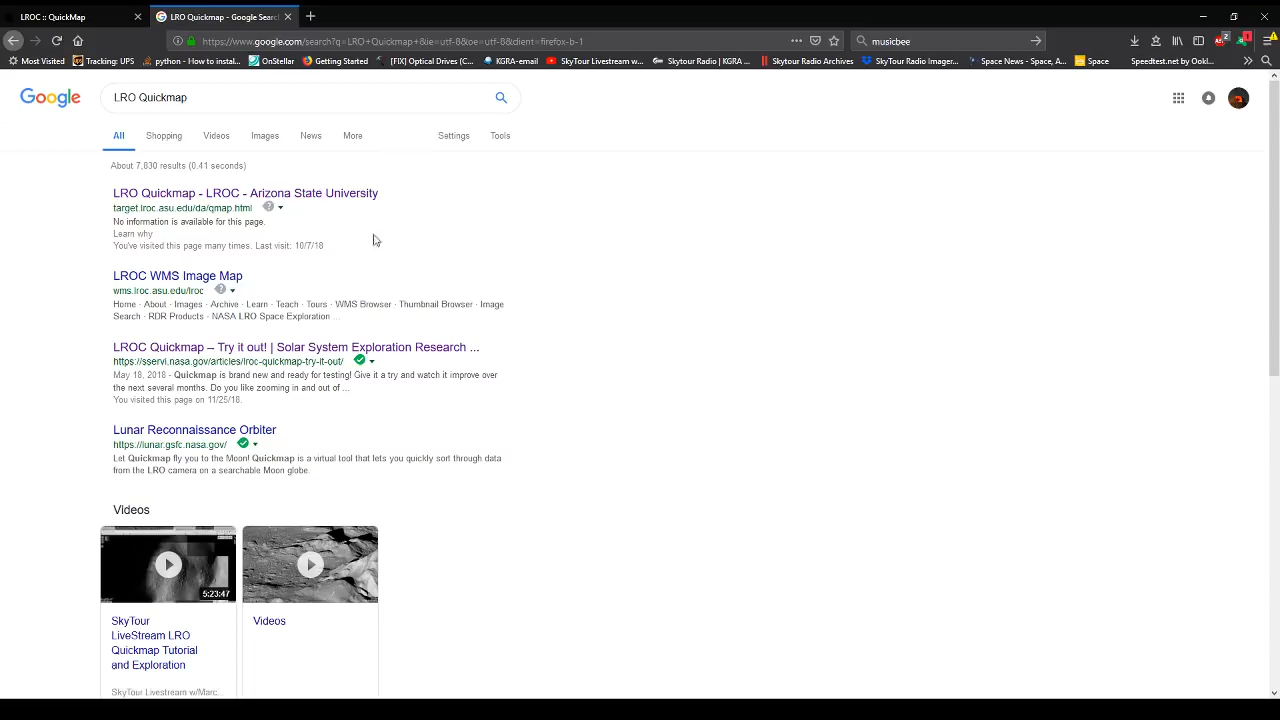 LROC :: QuickMap
LRO Quickmap - Google Searc
https://www.google.com/search?q=LRO+Quickmap+&ie=utf-8&oe=utf-8&client=firefox-b-1
musicbee
2
1
Most Visited
Tracking: UPS
python - How to install...
OnStellar
Getting Started
[FIX] Optical Drives (C...
KGRA-email
SkyTour Livestream w...
Skytour Radio | KGRA ...
Skytour Radio Archives
SkyTour Radio Imager...
Space News - Space, A...
Space
Speedtest.net by Ookl...
Google
LRO Quickmap
All
Shopping
Videos
Images
News
More
Settings
Tools
About 7,830 results (0.41 seconds)
LRO Quickmap - LROC - Arizona State University
target.lroc.asu.edu/da/qmap.html
No information is available for this page.
Learn why
You've visited this page many times. Last visit: 10/7/18
LROC WMS Image Map
wms.lroc.asu.edu/lroc
Home · About · Images · Archive · Learn · Teach · Tours · WMS Browser · Thumbnail Browser · Image
Search · RDR Products · NASA LRO Space Exploration ...
LROC Quickmap – Try it out! | Solar System Exploration Research ...
https://sservi.nasa.gov/articles/lroc-quickmap-try-it-out/
May 18, 2018 - Quickmap is brand new and ready for testing! Give it a try and watch it improve over
the next several months. Do you like zooming in and out of ...
You visited this page on 11/25/18.
Lunar Reconnaissance Orbiter
https://lunar.gsfc.nasa.gov/
Let Quickmap fly you to the Moon! Quickmap is a virtual tool that lets you quickly sort through data
from the LRO camera on a searchable Moon globe.
Videos
5:23:47
SkyTour
LiveStream LRO
Quickmap Tutorial
and Exploration
SkyTour Livestream w/Marc...
Videos